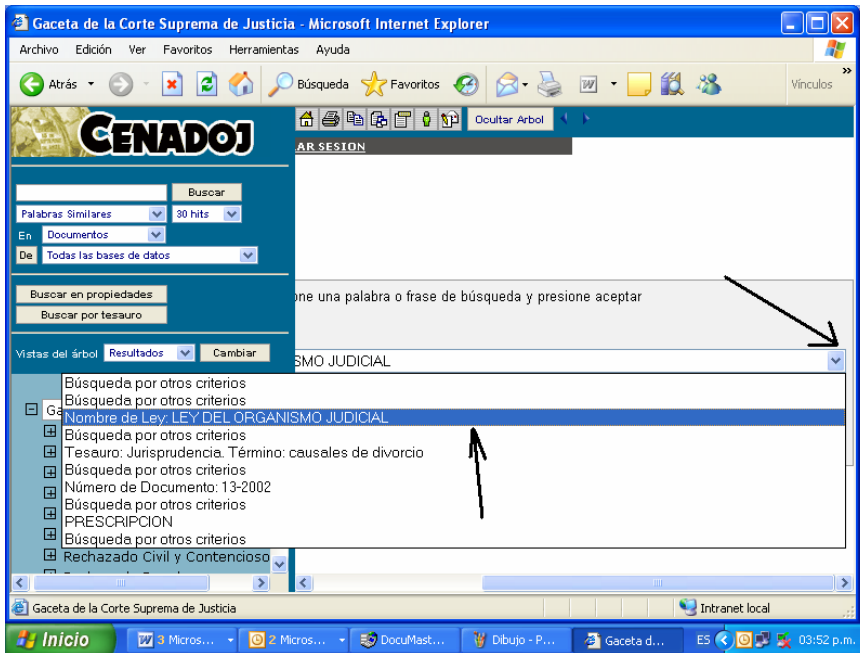 Gaceta de la Corte Suprema de Justicia - Microsoft Internet Explorer
Archivo Edición Ver Favoritos Herramientas Ayuda
Atrás Búsqueda Favoritos Vínculos
CENADOJ
Ocultar Arbol
AR SESION
Buscar
Palabras Similares 30 hits
En Documentos
De Todas las bases de datos
Buscar en propiedades
Buscar por tesauro
one una palabra o frase de búsqueda y presione aceptar
Vistas del árbol Resultados Cambiar
SMO JUDICIAL
Búsqueda por otros criterios
Búsqueda por otros criterios
Ga
Nombre de Ley: LEY DEL ORGANISMO JUDICIAL
Búsqueda por otros criterios
Tesauro: Jurisprudencia. Término: causales de divorcio
Búsqueda por otros criterios
Número de Documento: 13-2002
Búsqueda por otros criterios
PRESCRIPCION
Búsqueda por otros criterios
Rechazado Civil y Contencioso
Gaceta de la Corte Suprema de Justicia Intranet local
Inicio 3 Micros... 2 Micros... DocuMast... Dibujo - P... Gaceta d... ES 03:52 p.m.